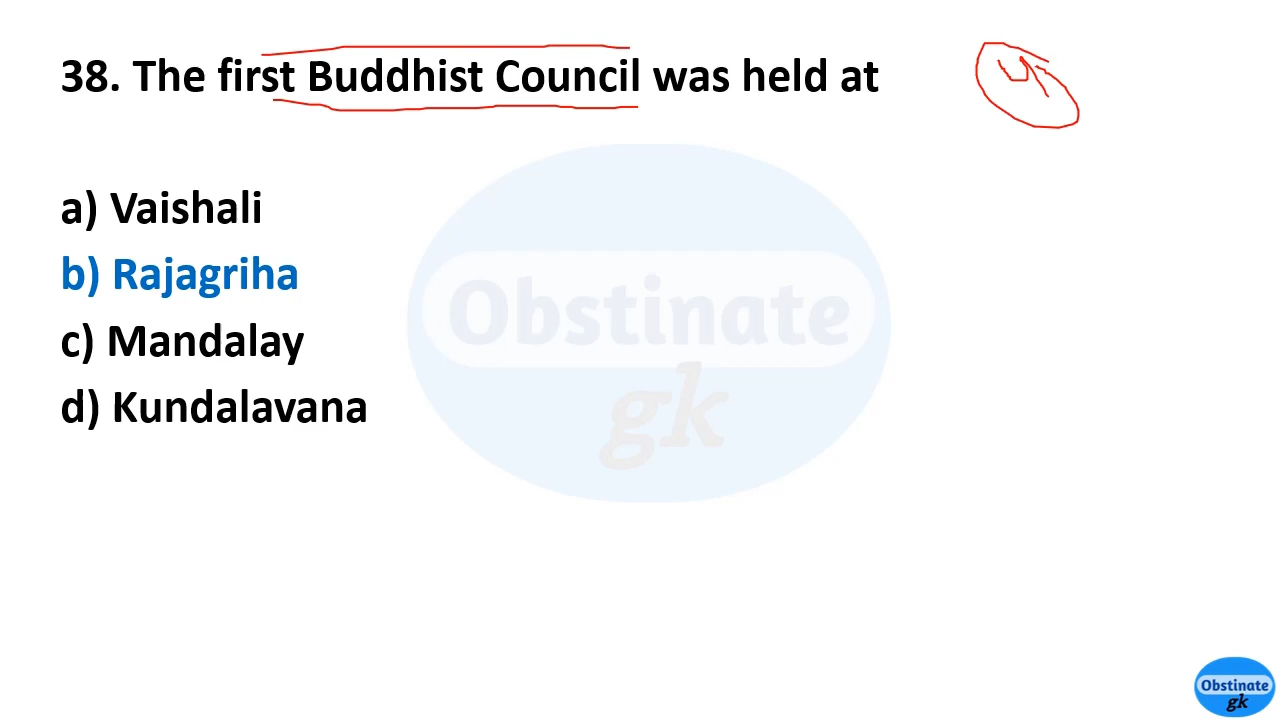 38. The first Buddhist Council was held at
a) Vaishali
b) Rajagriha
c) Mandalay
d) Kundalavana
Obstinate
gk
Obstinate
gk